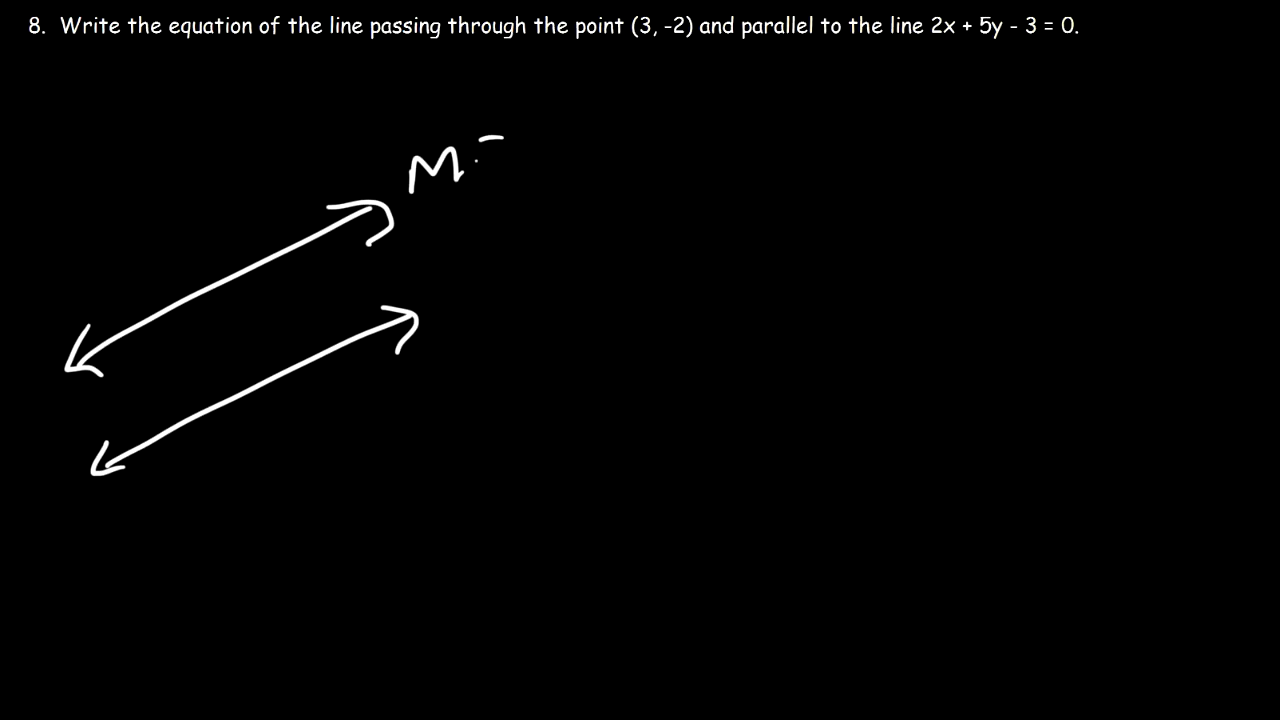 8. Write the equation of the line passing through the point (3, -2) and parallel to the line 2x + 5y - 3 = 0.
M